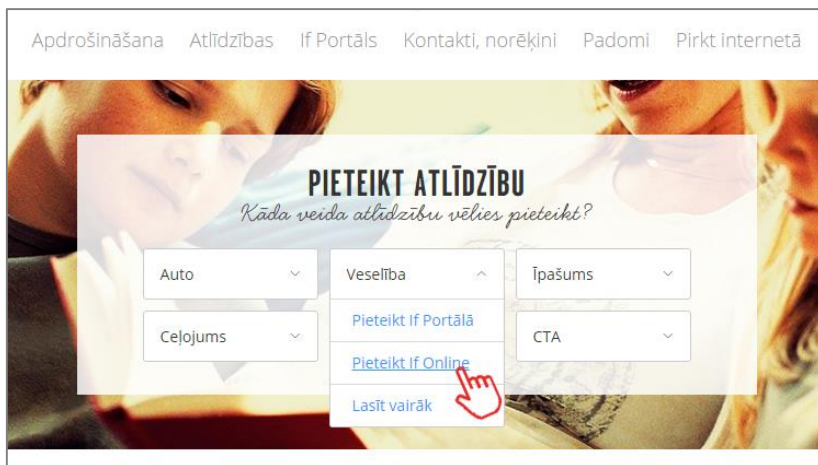 Apdrošināšana Atlīdzības If Portāls Kontakti, norēķini Padomi Pirkt internetā
PIETEIKT ATLĪDZĪBU
Kāda veida atlīdzību vēlies pieteikt?
Auto Veselība Īpašums
Pieteikt If Portālā
Ceļojums CTA
Pieteikt If Online
Lasīt vairāk